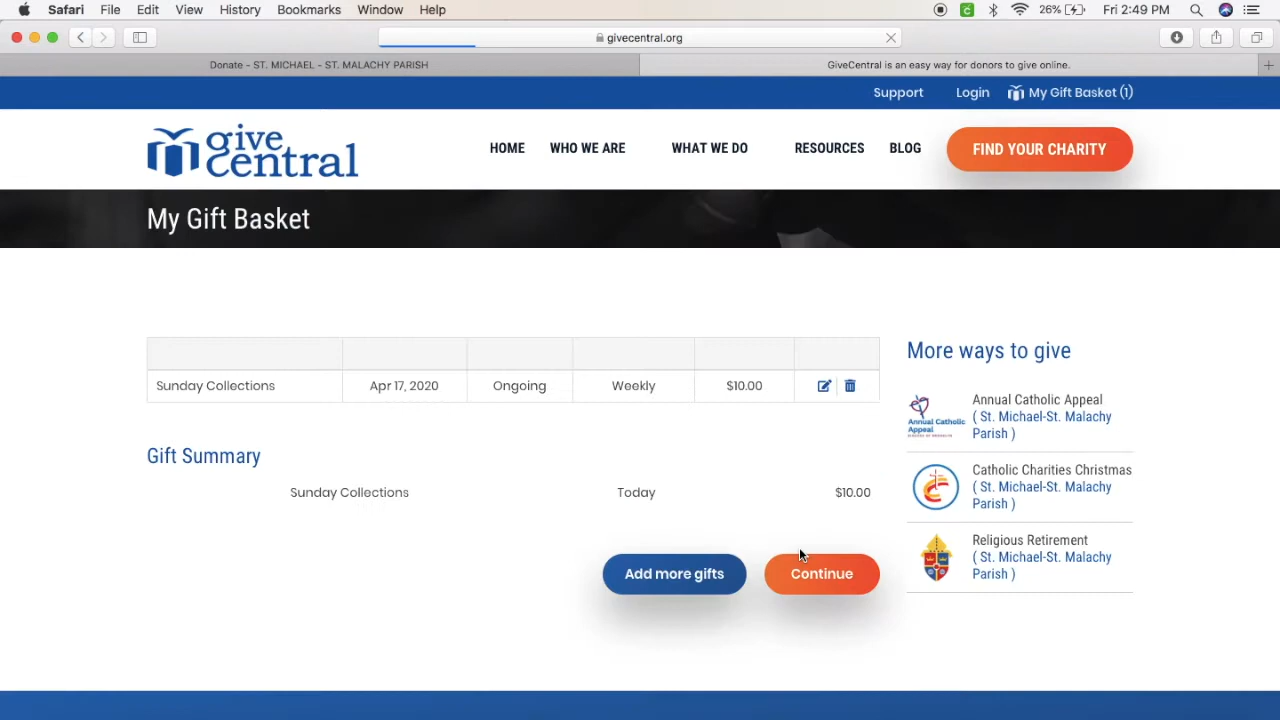 Safari File Edit View History Bookmarks Window Help 26% Fri 2:49 PM
givecentral.org
Donate – ST. MICHAEL - ST. MALACHY PARISH
GiveCentral is an easy way for donors to give online.
Support Login My Gift Basket (1)
give
central
HOME WHO WE ARE WHAT WE DO RESOURCES BLOG FIND YOUR CHARITY
My Gift Basket
Sunday Collections Apr 17, 2020 Ongoing Weekly $10.00
Gift Summary
Sunday Collections Today $10.00
Add more gifts Continue
More ways to give
Annual Catholic Appeal
Annual Catholic
Appeal
( St. Michael-St. Malachy
Parish )
Catholic Charities Christmas
( St. Michael-St. Malachy
Parish )
Religious Retirement
( St. Michael-St. Malachy
Parish )